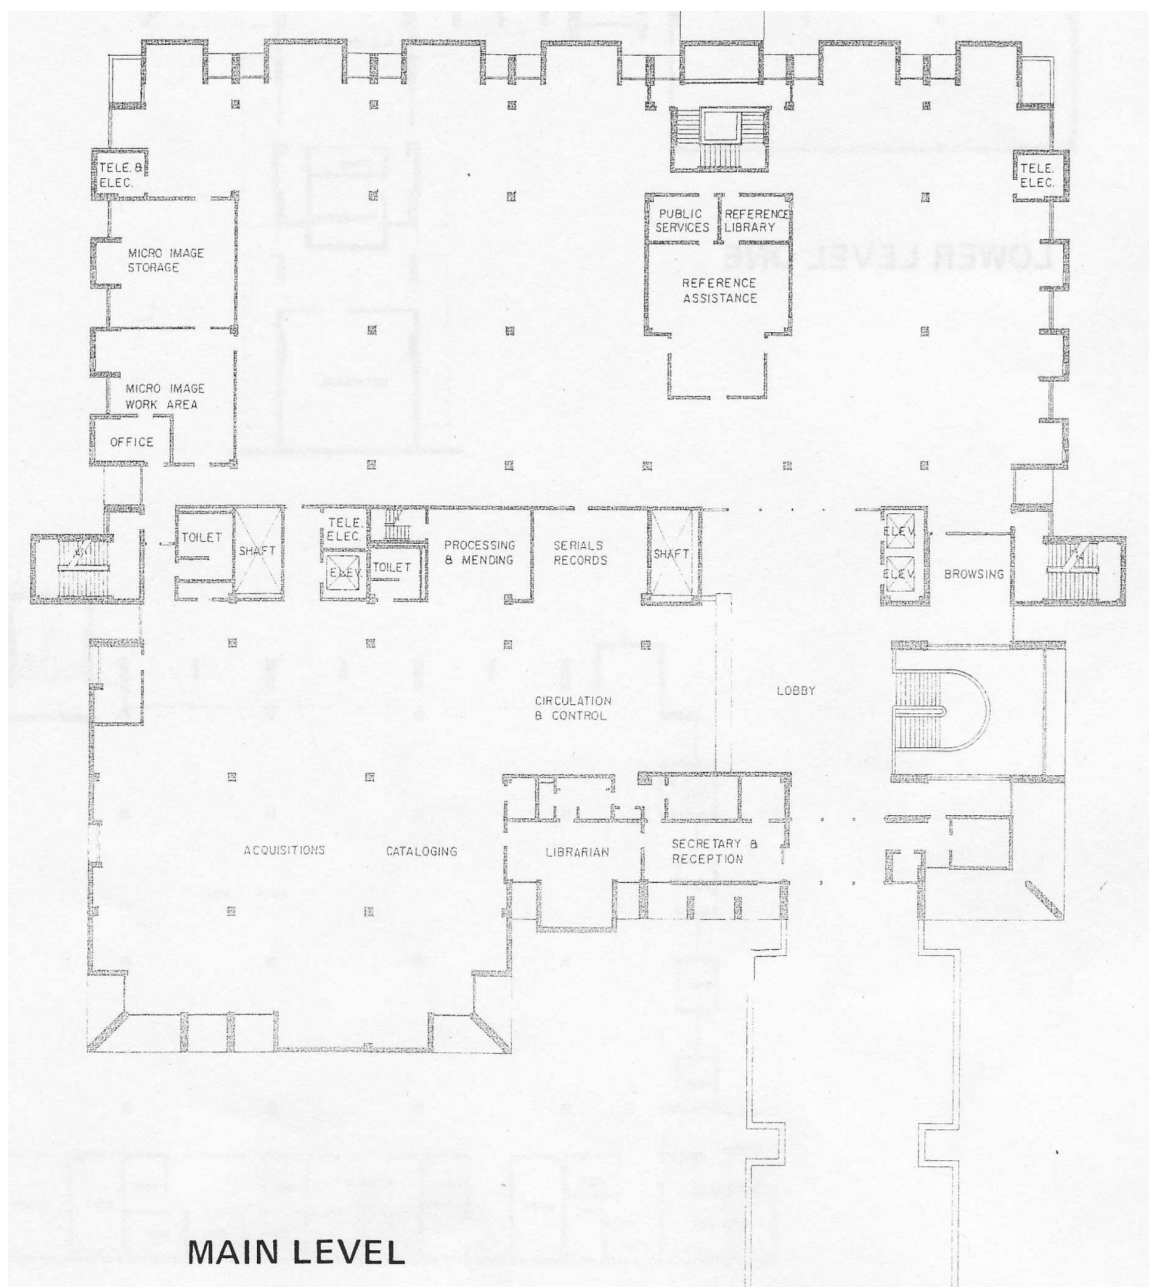 TELE. &
ELEC.
TELE.
ELEC.
PUBLIC
SERVICES
REFERENCE
LIBRARY
MICRO IMAGE
STORAGE
REFERENCE
ASSISTANCE
LOWER LEVEL ONE
MICRO IMAGE
WORK AREA
OFFICE
TOILET
SHAFT
TELE.
ELEC.
ELEV.
TOILET
PROCESSING
& MENDING
SERIALS
RECORDS
SHAFT
ELEV.
ELEV.
BROWSING
CIRCULATION
& CONTROL
LOBBY
ACQUISITIONS
CATALOGING
LIBRARIAN
SECRETARY &
RECEPTION
MAIN LEVEL